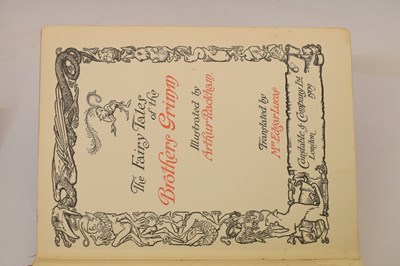 The Fairy Tales
of the
Brothers Grimm
Illustrated by
Arthur Rackham
Translated by
Mrs Edgar Lucas
Constable & Company Ltd
London 1909